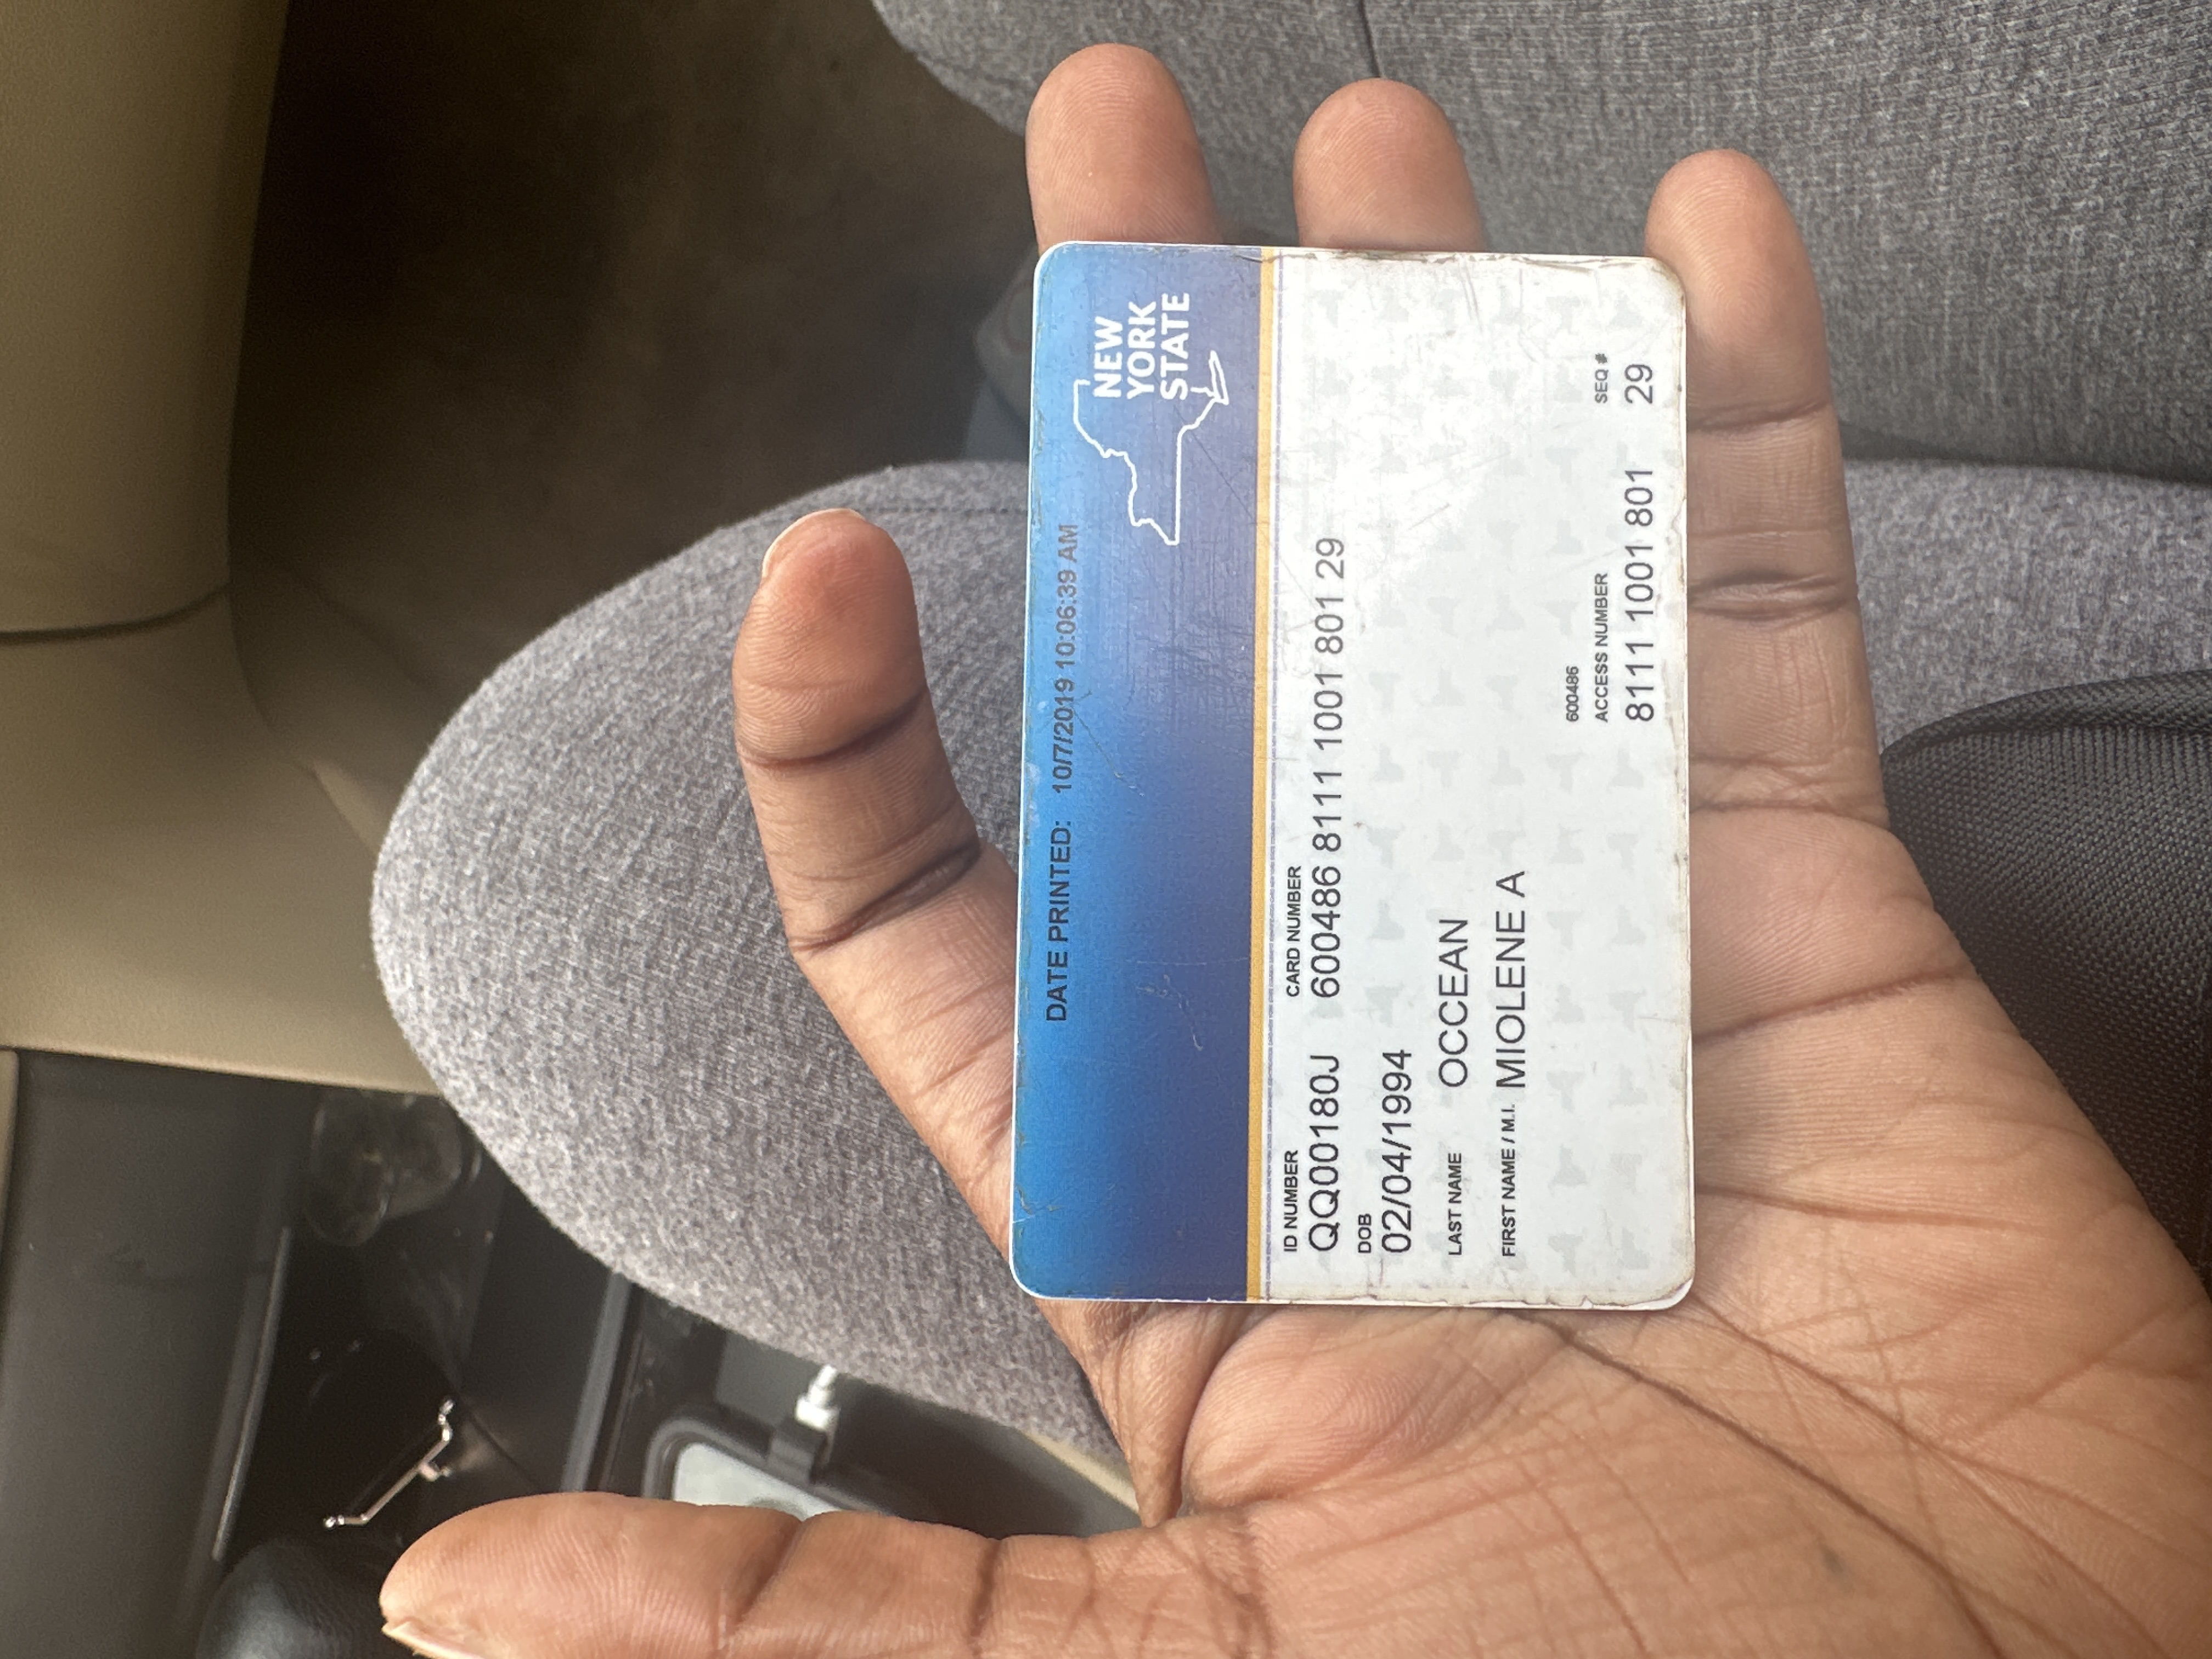 DATE PRINTED: 10/7/2019 10:06:39 AM
NEW
YORK
STATE
ID NUMBER CARD NUMBER
QQ00180J 600486 8111 1001 801 29
DOB
02/04/1994
LAST NAME OCCEAN
FIRST NAME / M.I. MIOLENE A
600486
ACCESS NUMBER SEQ #
8111 1001 801 29